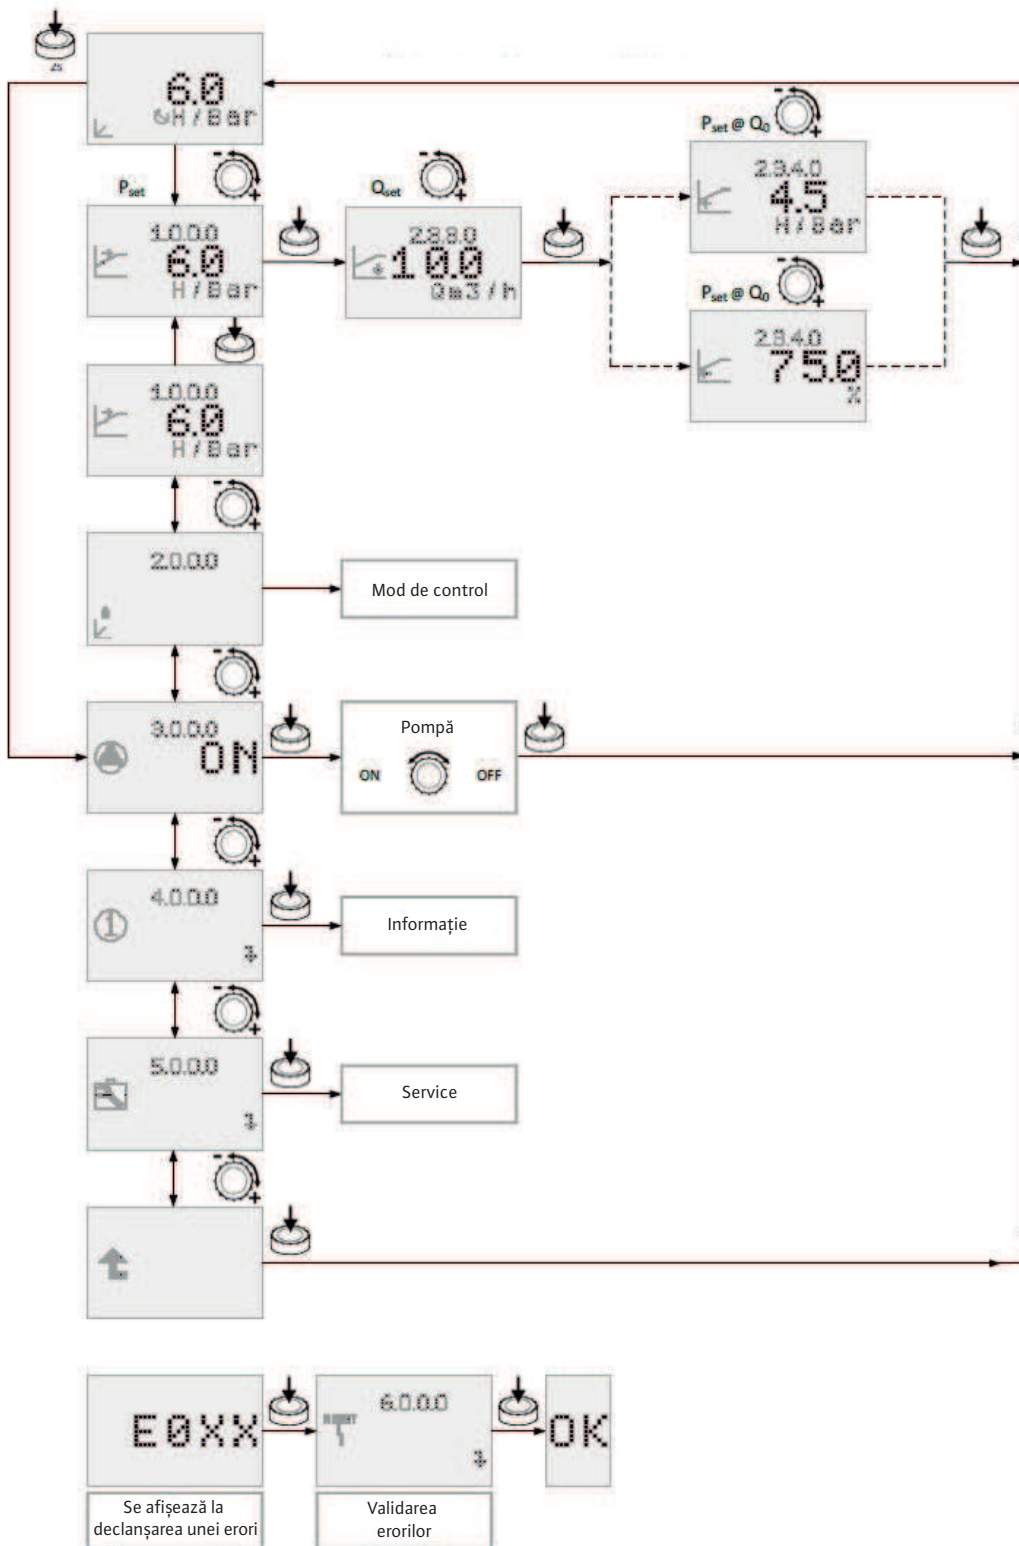 2s
6.0
H/Bar
Pset
1.0.0.0
6.0
H/Bar
Qset
2.3.3.0
10.0
Qm3/h
Pset @ Q0
2.3.4.0
4.5
H/Bar
Pset @ Q0
2.3.4.0
75.0
%
1.0.0.0
6.0
H/Bar
2.0.0.0
Mod de control
3.0.0.0
ON
Pompă
ON OFF
4.0.0.0
Informație
5.0.0.0
Service
E0XX
6.0.0.0
RESET
OK
Se afișează la
declanșarea unei erori
Validarea
erorilor